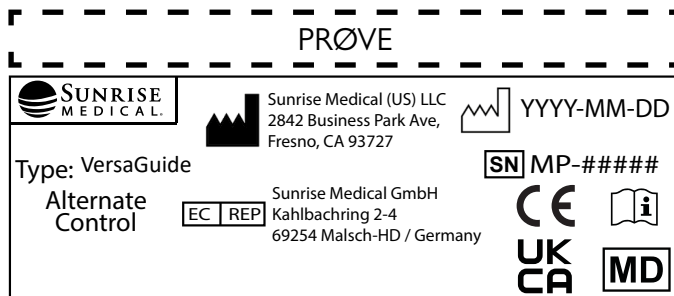 PRØVE
SUNRISE
MEDICAL.
Sunrise Medical (US) LLC
2842 Business Park Ave,
Fresno, CA 93727
YYYY-MM-DD
Type: VersaGuide
Alternate
Control
SN MP-#####
EC REP
Sunrise Medical GmbH
Kahlbachring 2-4
69254 Malsch-HD / Germany
CE
i
UK
CA
MD